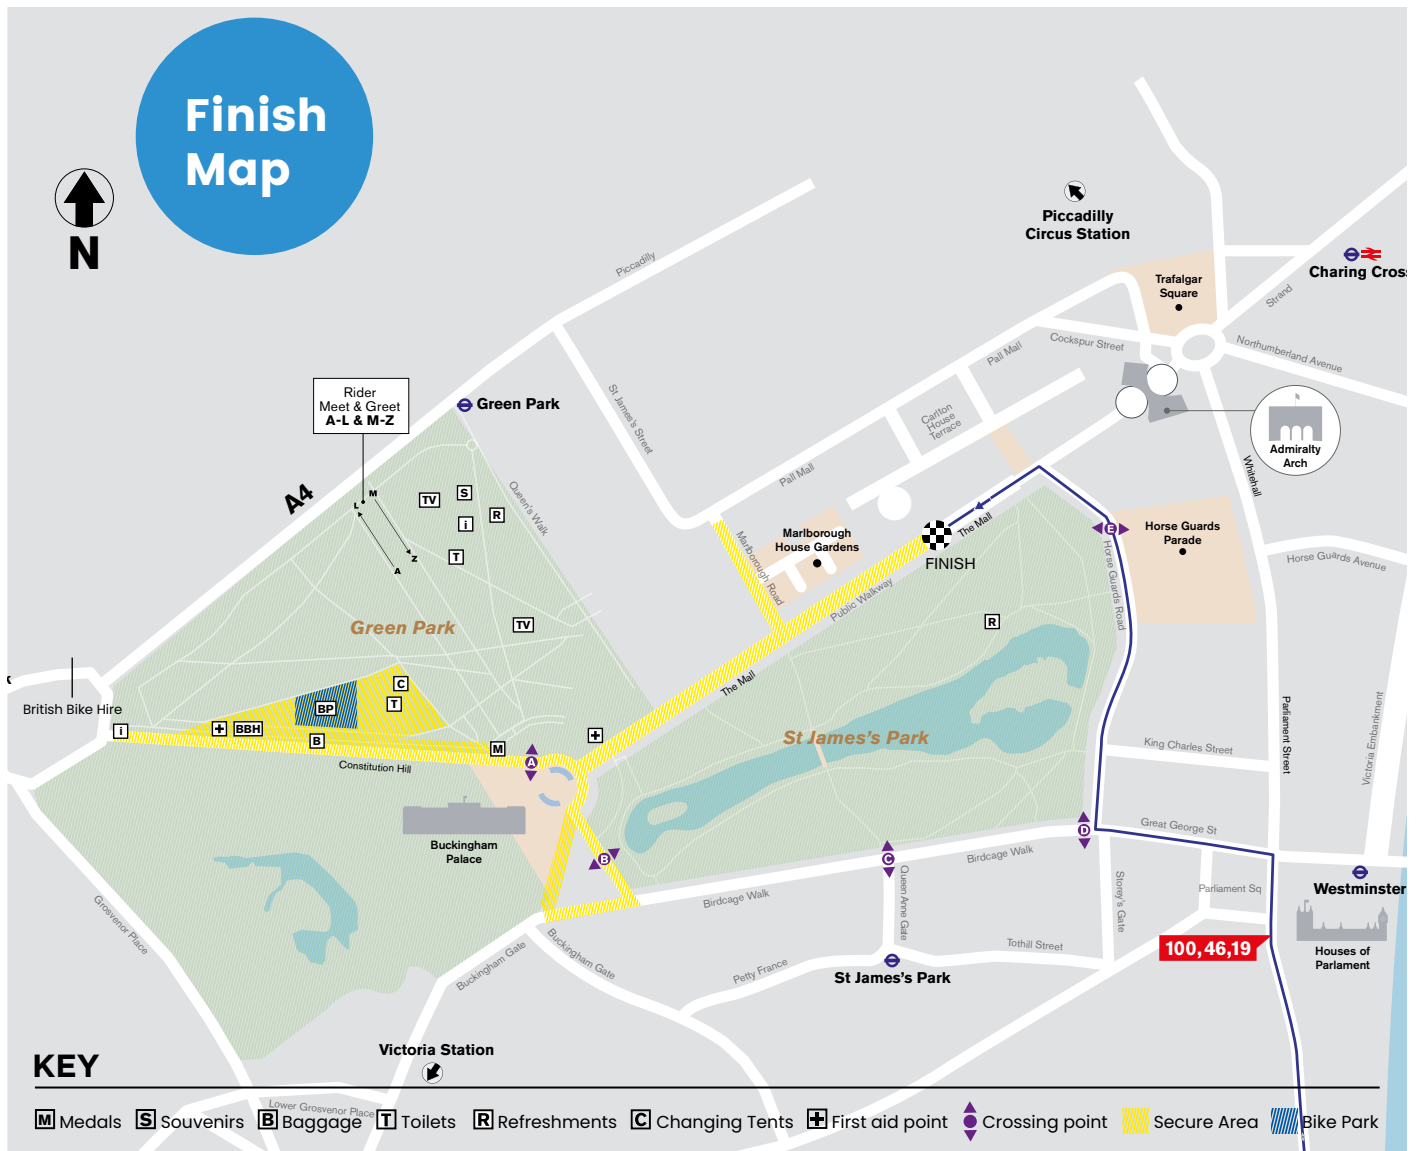 Finish
Map
N
Piccadilly
Circus Station
Trafalgar
Square
Charing Cros
Strand
Piccadilly
Pall Mall
Cockspur Street
Northumberland Avenue
Rider
Meet & Greet
A-L & M-Z
Green Park
St James's Street
Carlton
House
Terrace
Admiralty
Arch
Whitehall
Pall Mall
A4
M
L
TV
S
i
R
T
Z
A
Queen's Walk
Marlborough Road
Marlborough
House Gardens
The Mall
FINISH
E
Horse Guards
Parade
Horse Guards Road
Horse Guards Avenue
Public Walkway
Green Park
TV
R
The Mall
k
British Bike Hire
C
T
BP
BBH
B
i
M
A
Constitution Hill
St James's Park
King Charles Street
Parliament Street
Victoria Embankment
Buckingham
Palace
B
C
D
Great George St
Birdcage Walk
Birdcage Walk
Queen Anne Gate
Storey's Gate
Parliament Sq
Westminster
Grosvenor Place
Buckingham Gate
Buckingham Gate
Petty France
Tothill Street
100,46,19
Houses of
Parlament
St James's Park
Victoria Station
KEY
Lower Grosvenor Place
M Medals
S Souvenirs
B Baggage
T Toilets
R Refreshments
C Changing Tents
First aid point
Crossing point
Secure Area
Bike Park